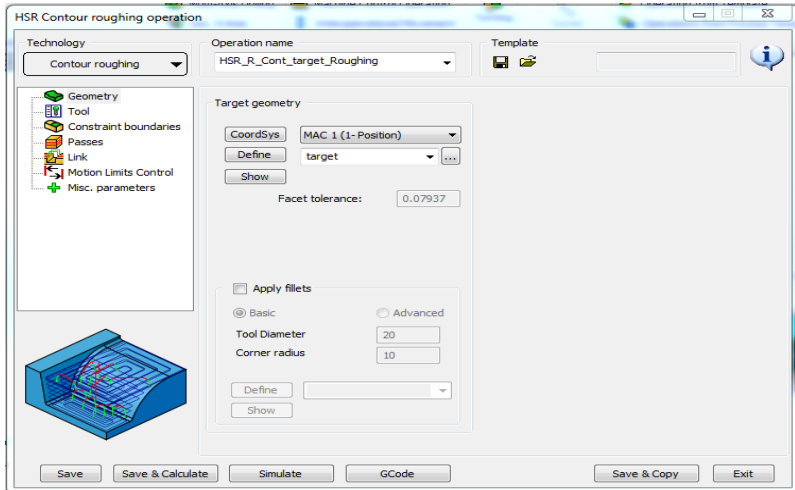 HSR Contour roughing operation
Technology
Contour roughing
Operation name
HSR_R_Cont_target_Roughing
Template
Geometry
Tool
Constraint boundaries
Passes
Link
Motion Limits Control
Misc. parameters
Target geometry
CoordSys
MAC 1 (1- Position)
Define
target
...
Show
Facet tolerance:
0.07937
Apply fillets
Basic
Advanced
Tool Diameter
20
Corner radius
10
Define
Show
Save
Save & Calculate
Simulate
GCode
Save & Copy
Exit